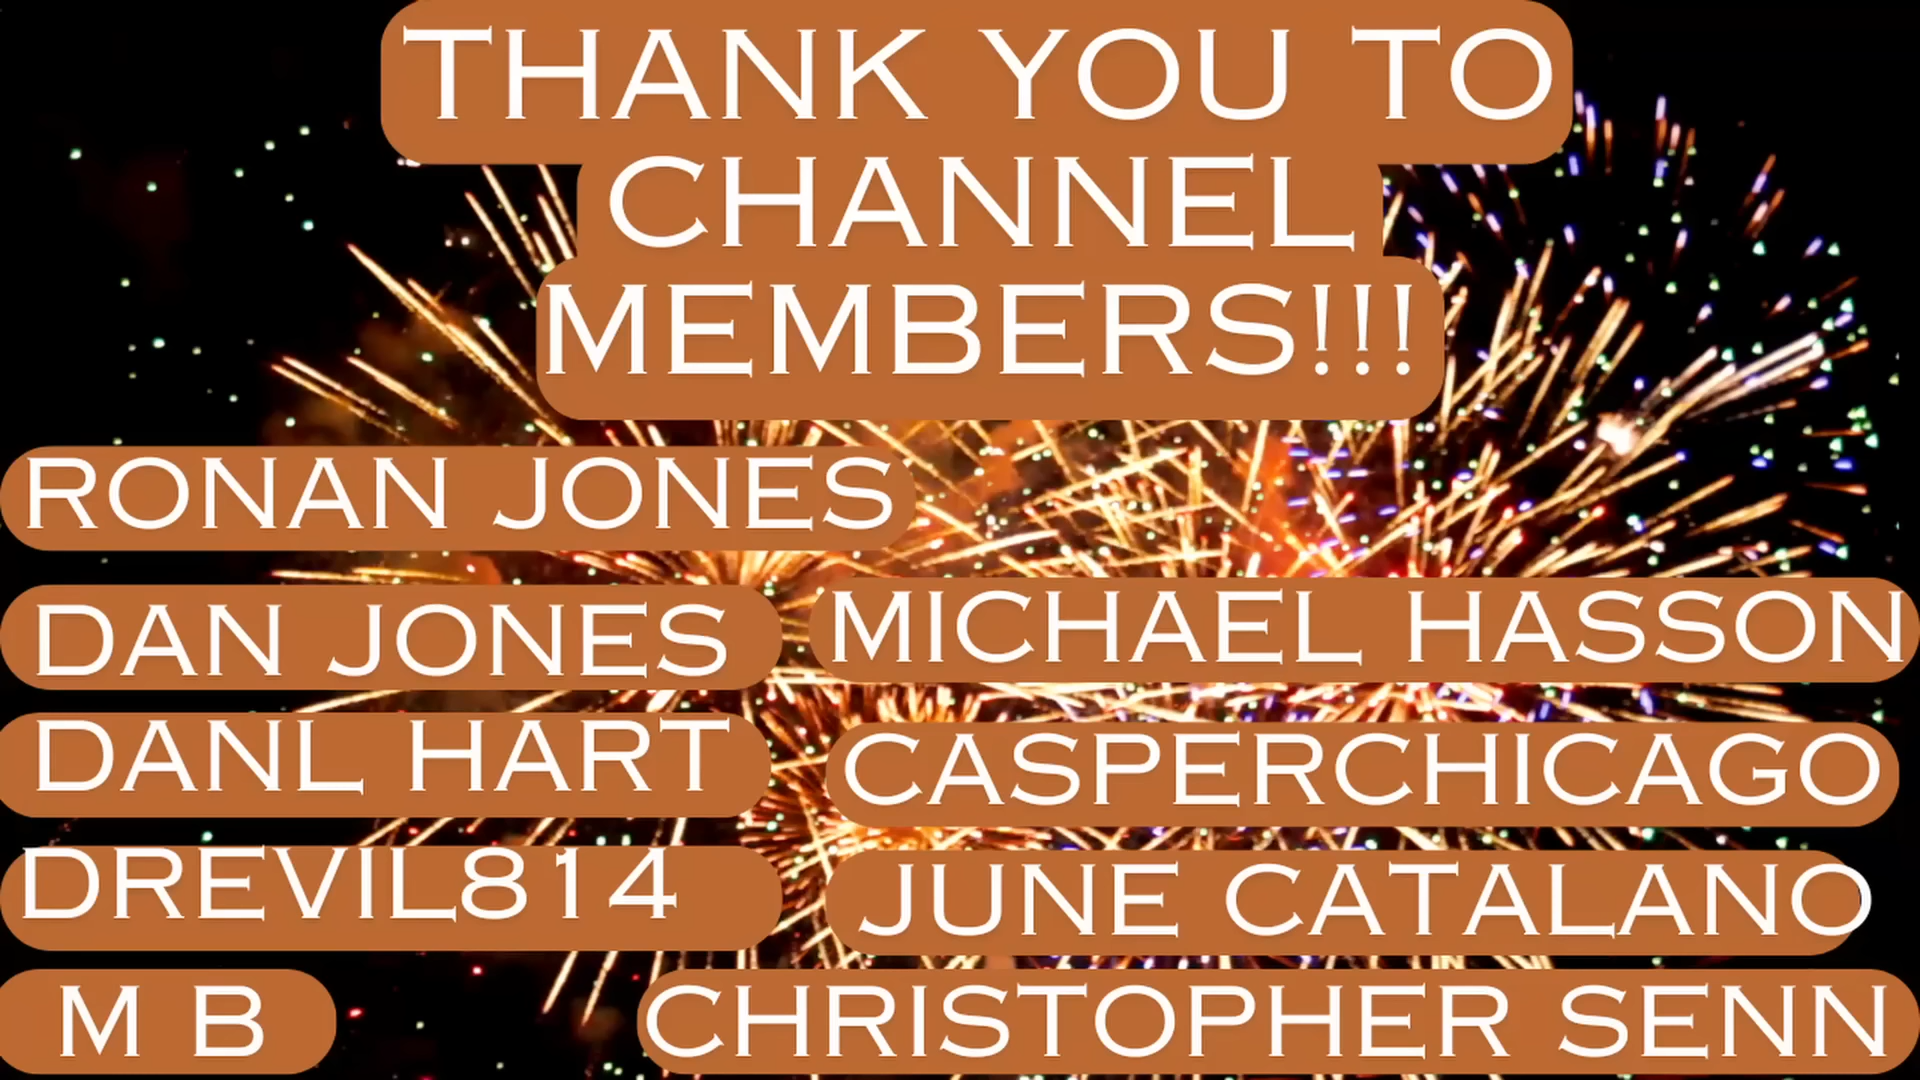 THANK YOU TO
CHANNEL
MEMBERS!!!
RONAN JONES
DAN JONES
MICHAEL HASSON
DANL HART
CASPERCHICAGO
DREVIL814
JUNE CATALANO
M B
CHRISTOPHER SENN